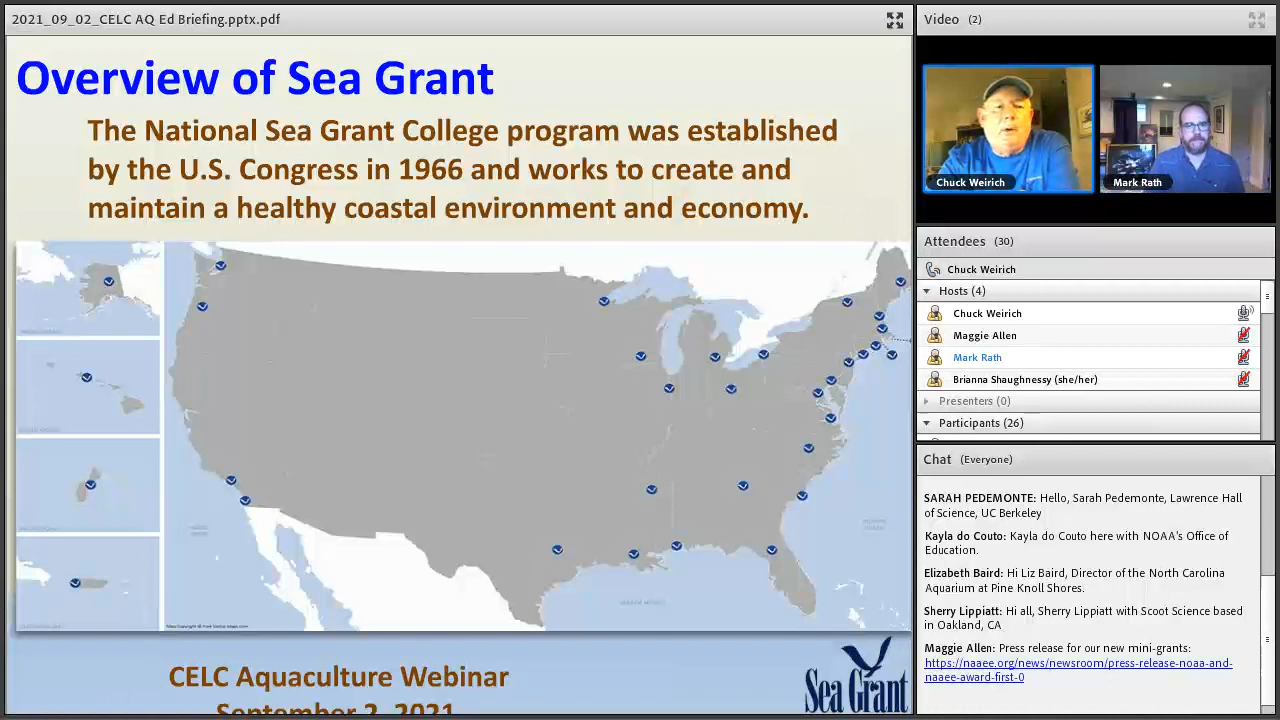 2021_09_02_CELC AQ Ed Briefing.pptx.pdf
Overview of Sea Grant
The National Sea Grant College program was established
by the U.S. Congress in 1966 and works to create and
maintain a healthy coastal environment and economy.
CELC Aquaculture Webinar
September 2, 2021
Sea Grant
Video (2)
Chuck Weirich
Mark Rath
Attendees (30)
Chuck Weirich
Hosts (4)
Chuck Weirich
Maggie Allen
Mark Rath
Brianna Shaughnessy (she/her)
Presenters (0)
Participants (26)
Chat (Everyone)
SARAH PEDEMONTE: Hello, Sarah Pedemonte, Lawrence Hall
of Science, UC Berkeley
Kayla do Couto: Kayla do Couto here with NOAA's Office of
Education.
Elizabeth Baird: Hi Liz Baird, Director of the North Carolina
Aquarium at Pine Knoll Shores.
Sherry Lippiatt: Hi all, Sherry Lippiatt with Scoot Science based
in Oakland, CA
Maggie Allen: Press release for our new mini-grants:
https://naaee.org/news/newsroom/press-release-noaa-and-
naaee-award-first-0